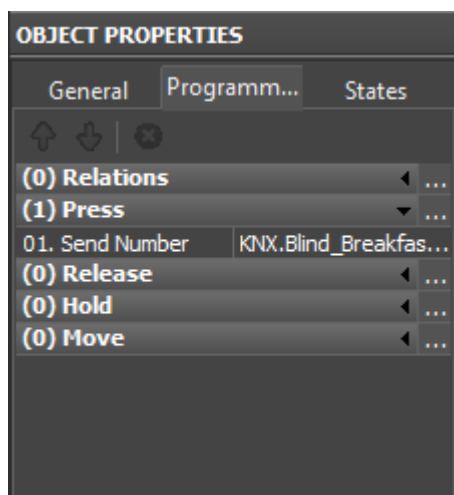 OBJECT PROPERTIES
General Programm... States
(0) Relations ...
(1) Press ...
01. Send Number KNX.Blind_Breakfas...
(0) Release ...
(0) Hold ...
(0) Move ...